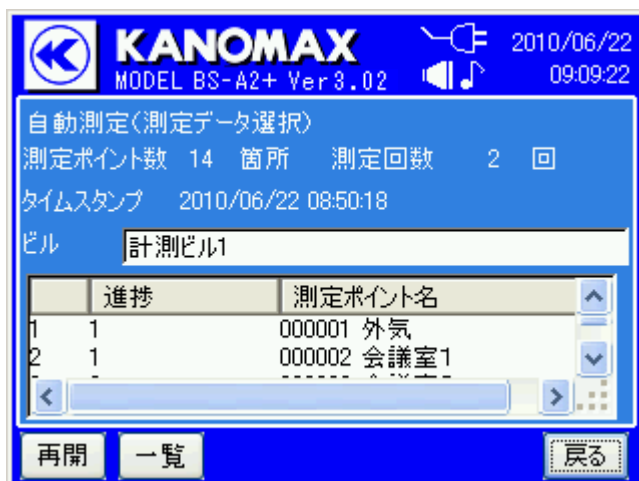 KANOMAX
MODEL BS-A2+ Ver3.02
2010/06/22
09:09:22
自動測定(測定データ選択)
測定ポイント数 14 箇所 測定回数 2 回
タイムスタンプ 2010/06/22 08:50:18
ビル 計測ビル1
進捗 測定ポイント名
1 1 000001 外気
2 1 000002 会議室1
再開 一覧 戻る